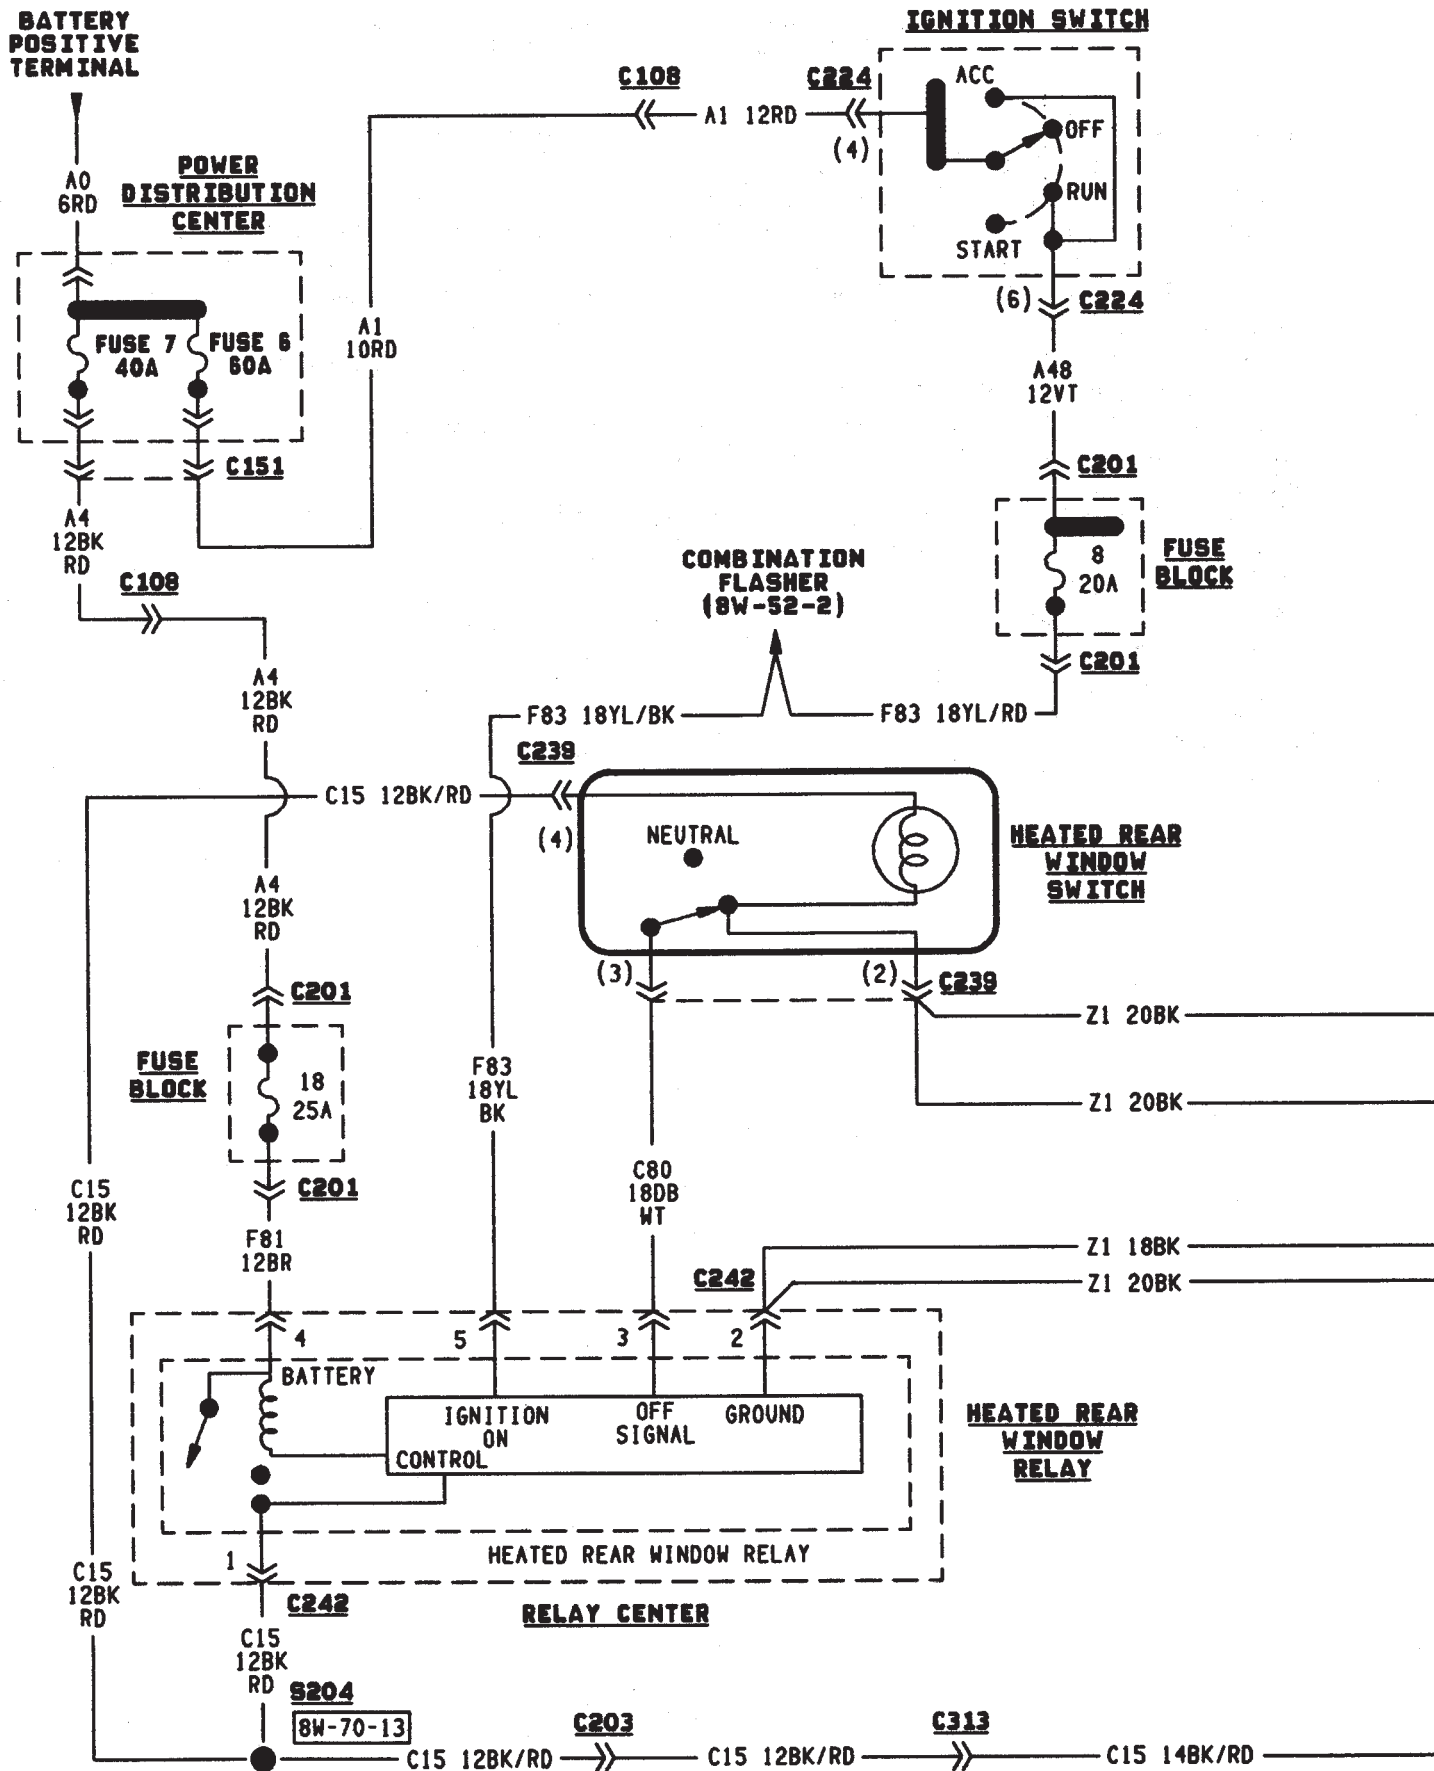 BATTERY
POSITIVE
TERMINAL
IGNITION SWITCH
C108
A1 12RD
C224
(4)
ACC
OFF
RUN
START
(6)
C224
A0
6RD
POWER
DISTRIBUTION
CENTER
FUSE 7
40A
FUSE 6
60A
C151
A1
10RD
A48
12VT
C201
8
20A
FUSE
BLOCK
C201
A4
12BK
RD
C108
COMBINATION
FLASHER
(8W-52-2)
A4
12BK
RD
F83 18YL/BK
F83 18YL/RD
C239
C15 12BK/RD
(4)
NEUTRAL
HEATED REAR
WINDOW
SWITCH
(3)
(2)
C239
A4
12BK
RD
C201
Z1 20BK
FUSE
BLOCK
18
25A
F83
18YL
BK
Z1 20BK
C201
C15
12BK
RD
C80
18DB
WT
F81
12BR
Z1 18BK
C242
Z1 20BK
4
5
3
2
BATTERY
IGNITION
ON
OFF
SIGNAL
GROUND
CONTROL
HEATED REAR
WINDOW
RELAY
1
HEATED REAR WINDOW RELAY
C242
RELAY CENTER
C15
12BK
RD
C15
12BK
RD
S204
8W-70-13
C203
C313
C15 12BK/RD
C15 12BK/RD
C15 14BK/RD